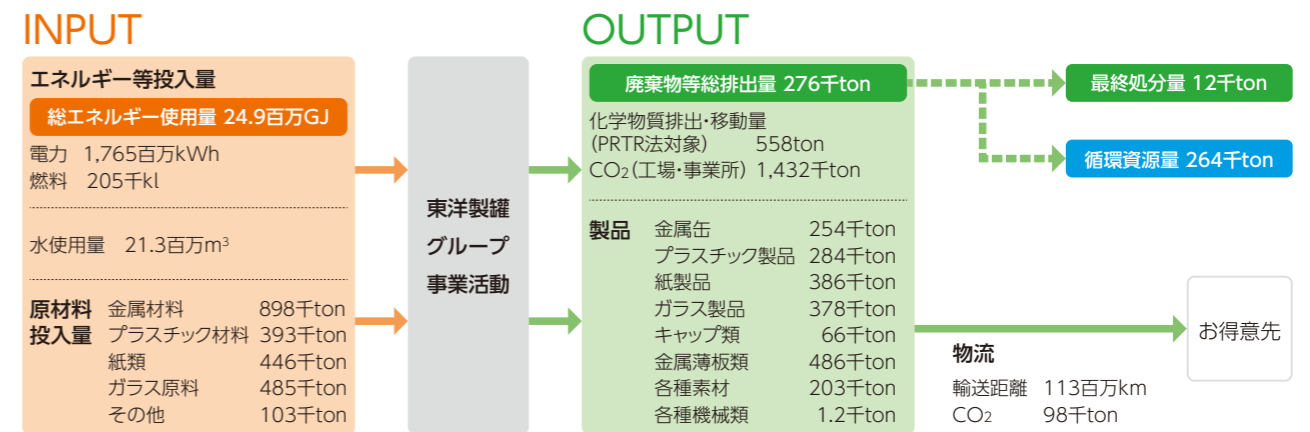 INPUT
エネルギー等投入量
総エネルギー使用量 24.9百万GJ
電力 1,765百万kWh
燃料 205千kl
水使用量 21.3百万m³
原材料 金属材料 898千ton
投入量 プラスチック材料 393千ton
紙類 446千ton
ガラス原料 485千ton
その他 103千ton
東洋製罐
グループ
事業活動
OUTPUT
廃棄物等総排出量 276千ton
化学物質排出・移動量
(PRTR法対象) 558ton
CO₂(工場・事業所) 1,432千ton
製品 金属缶 254千ton
プラスチック製品 284千ton
紙製品 386千ton
ガラス製品 378千ton
キャップ類 66千ton
金属薄板類 486千ton
各種素材 203千ton
各種機械類 1.2千ton
最終処分量 12千ton
循環資源量 264千ton
物流
輸送距離 113百万km
CO₂ 98千ton
お得意先